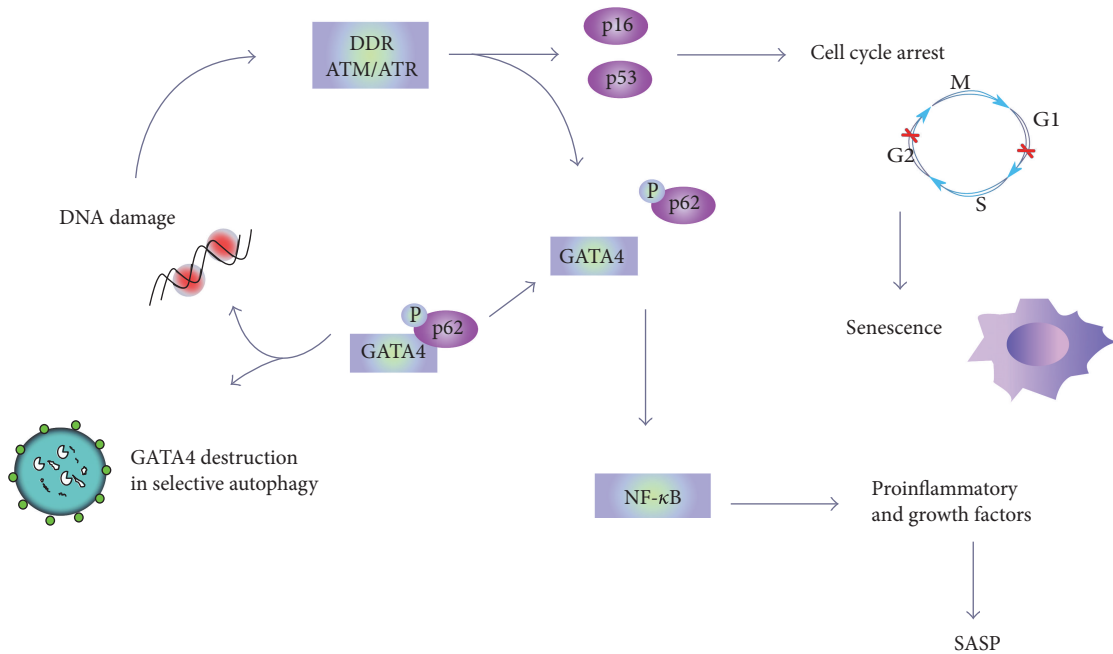 DDR
ATM/ATR
p16
p53
Cell cycle arrest
M
G1
G2
S
DNA damage
P
p62
GATA4
P
p62
GATA4
Senescence
GATA4 destruction
in selective autophagy
NF-κB
Proinflammatory
and growth factors
SASP